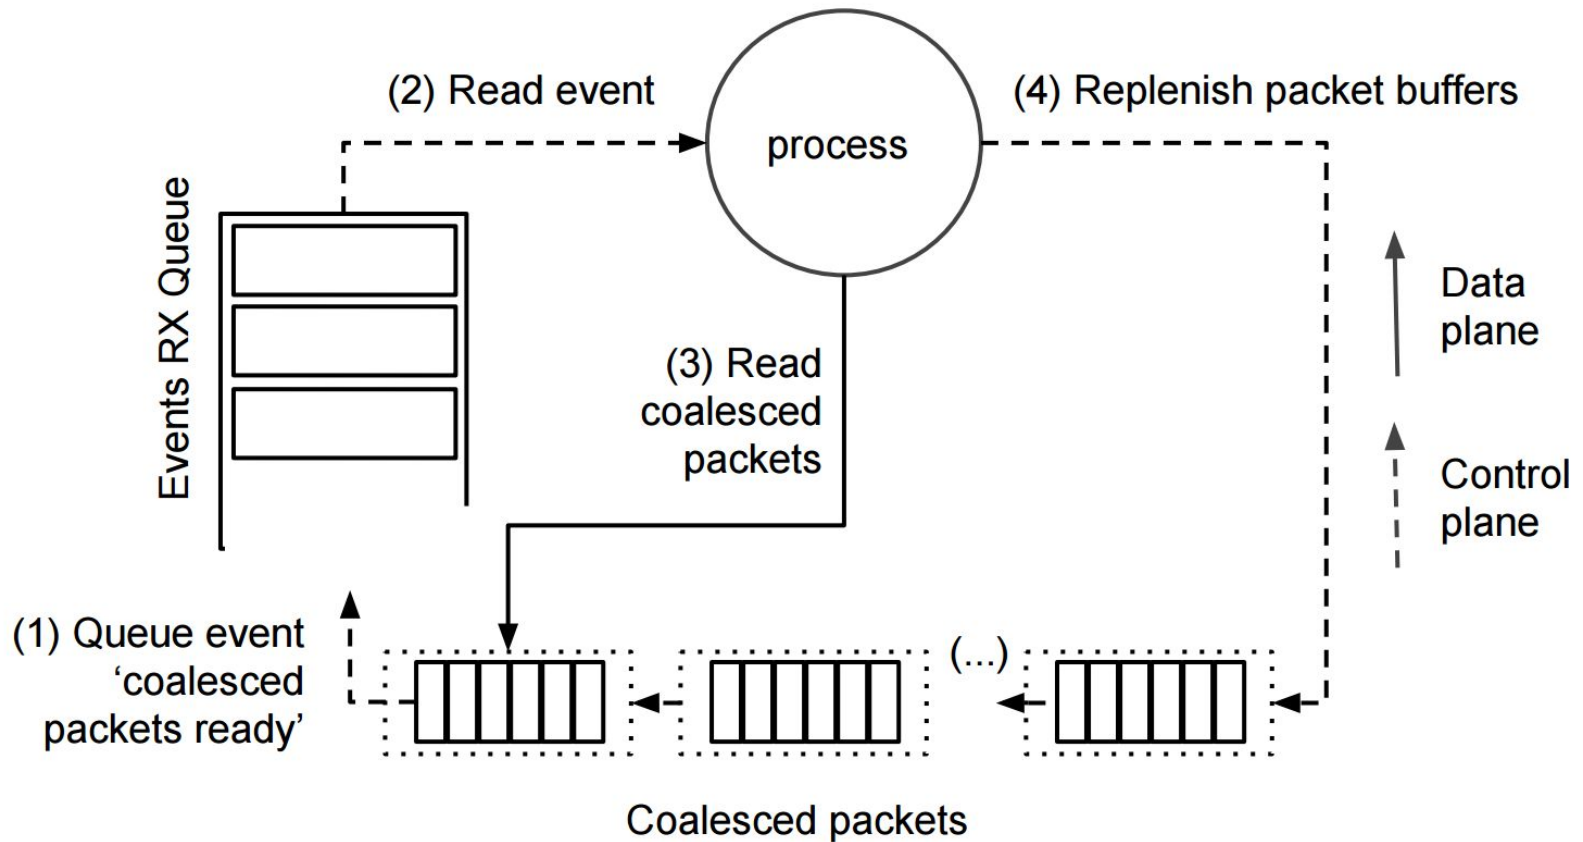 (2) Read event
(4) Replenish packet buffers
process
Events RX Queue
Data
plane
(3) Read
coalesced
packets
Control
plane
(1) Queue event
‘coalesced
packets ready’
(...)
Coalesced packets